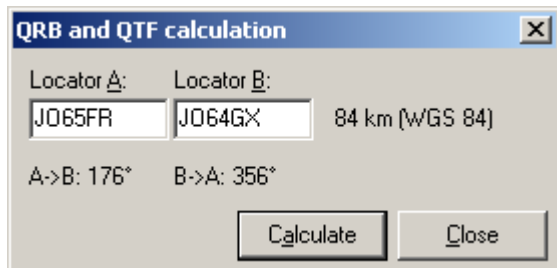 QRB and QTF calculation
Locator A: Locator B:
JO65FR JO64GX 84 km (WGS 84)
A->B: 176° B->A: 356°
Calculate Close